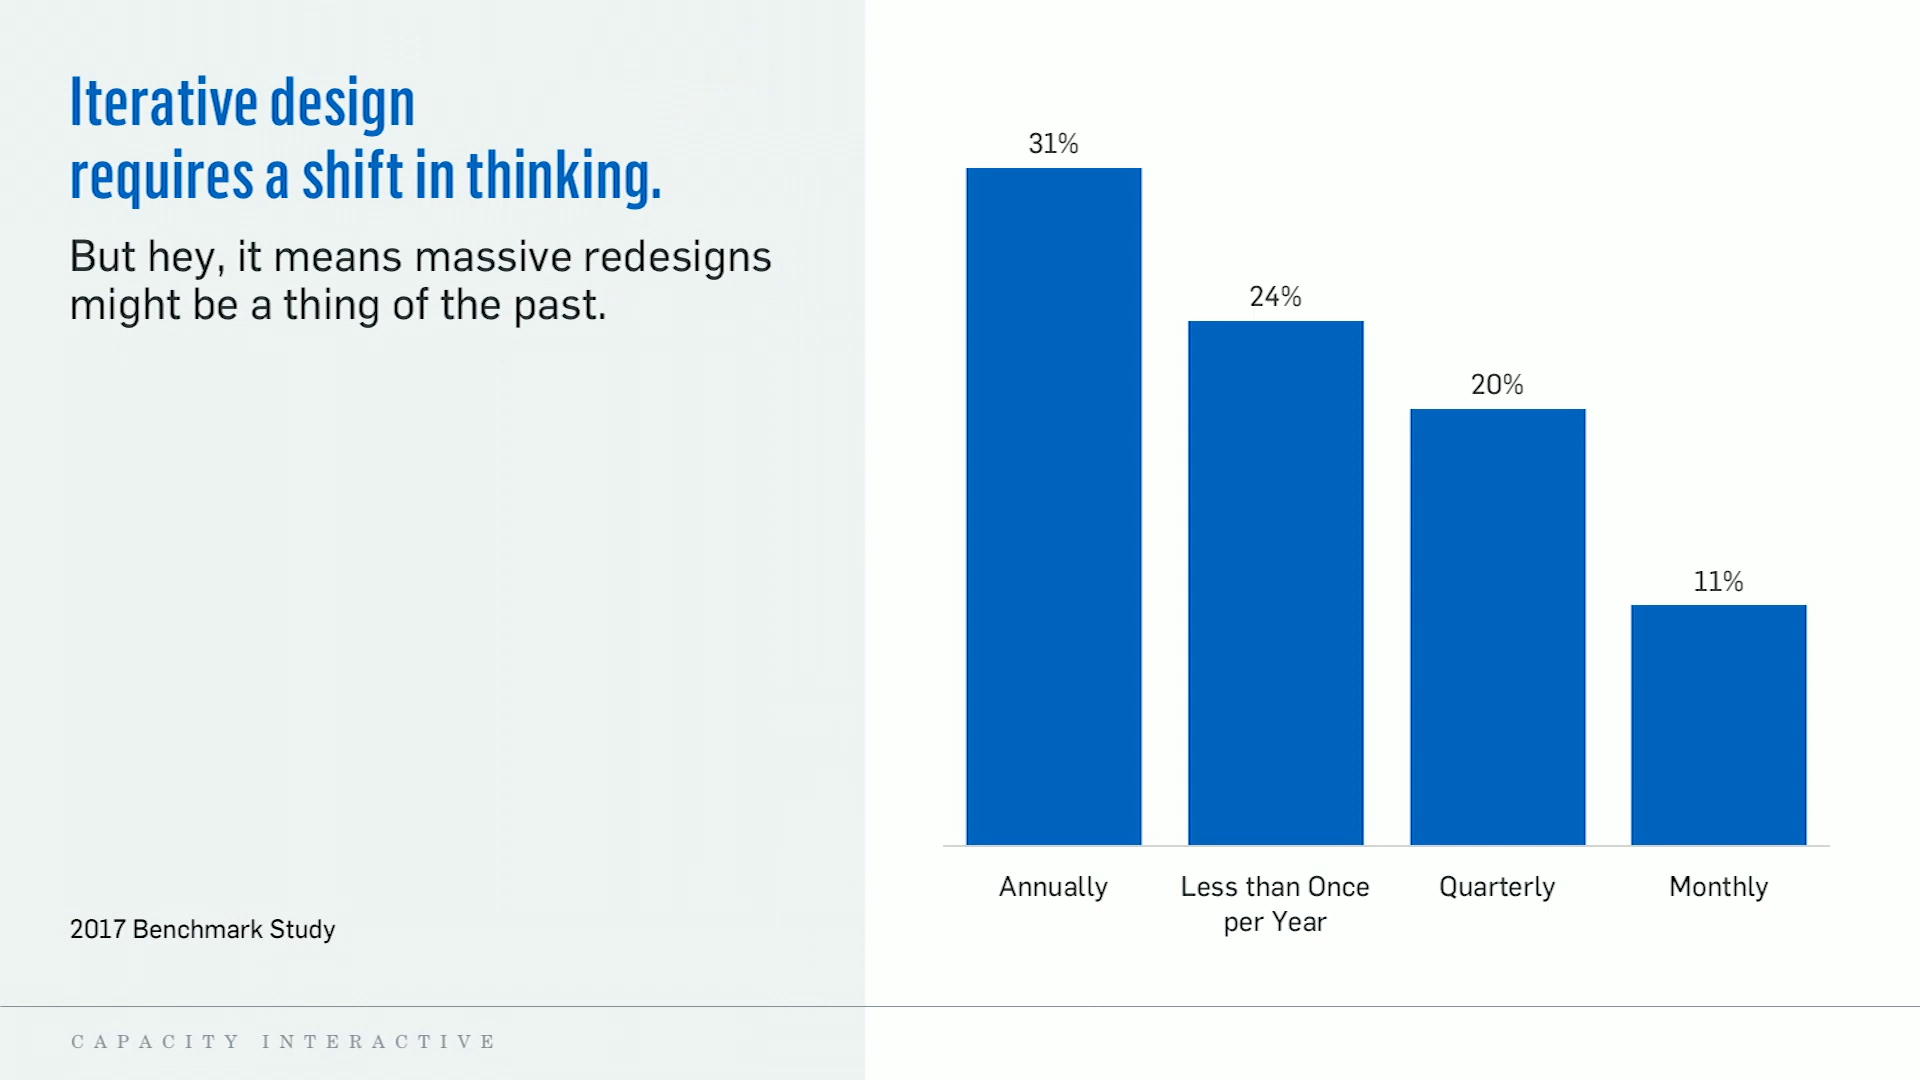 Iterative design
requires a shift in thinking.
But hey, it means massive redesigns
might be a thing of the past.
2017 Benchmark Study
31%
24%
20%
11%
Annually
Less than Once
per Year
Quarterly
Monthly
CAPACITY INTERACTIVE